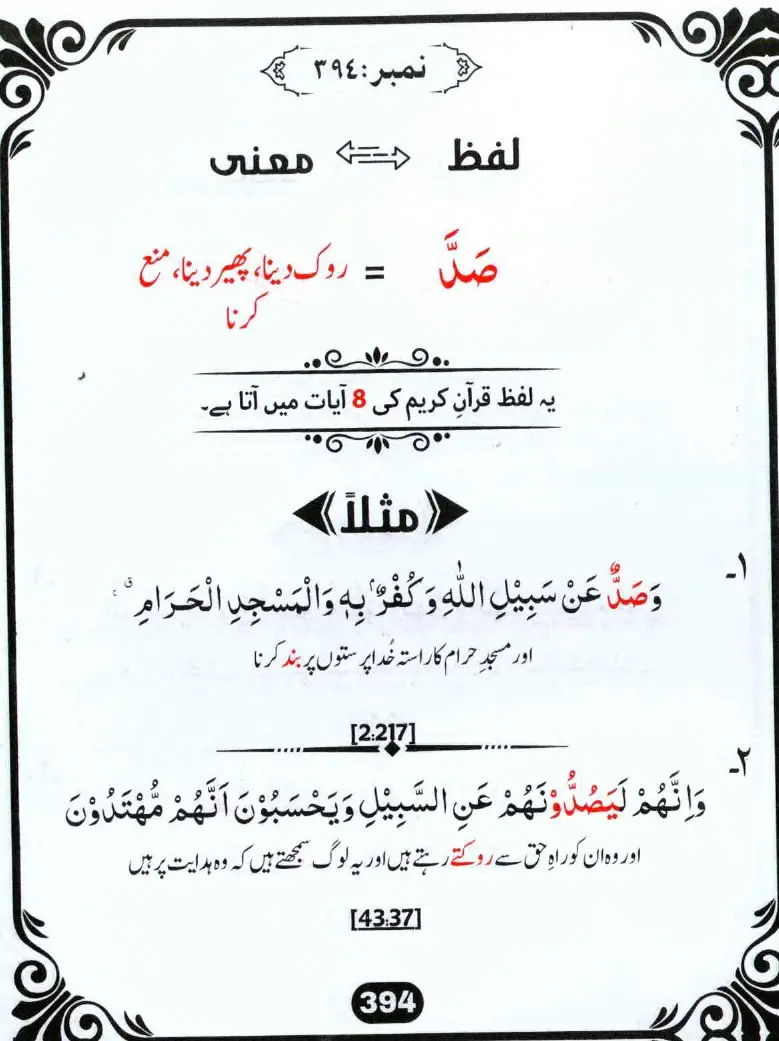 نمبر:۳۹٤
لفظ ⇐⇒ معنی
صَدَّ = روک دینا، پھیر دینا، منع
کرنا
یہ لفظ قرآنِ کریم کی 8 آیات میں آتا ہے۔
مثلاً
۱۔
وَصَدٌّ عَنْ سَبِیْلِ اللّٰهِ وَ كُفْرٌۢ بِهٖ وَالْمَسْجِدِ الْحَـرَامِ ۗ
اور مسجدِ حرام کا راستہ خُدا پرستوں پر بند کرنا
[2:217]
۲۔
وَاِنَّهُمْ لَيَصُدُّوْنَهُمْ عَنِ السَّبِيْلِ وَيَحْسَبُوْنَ اَنَّهُمْ مُّهْتَدُوْنَ
اور وہ ان کو راہِ حق سے روکتے رہتے ہیں اور یہ لوگ سمجھتے ہیں کہ وہ ہدایت پر ہیں
[43:37]
394